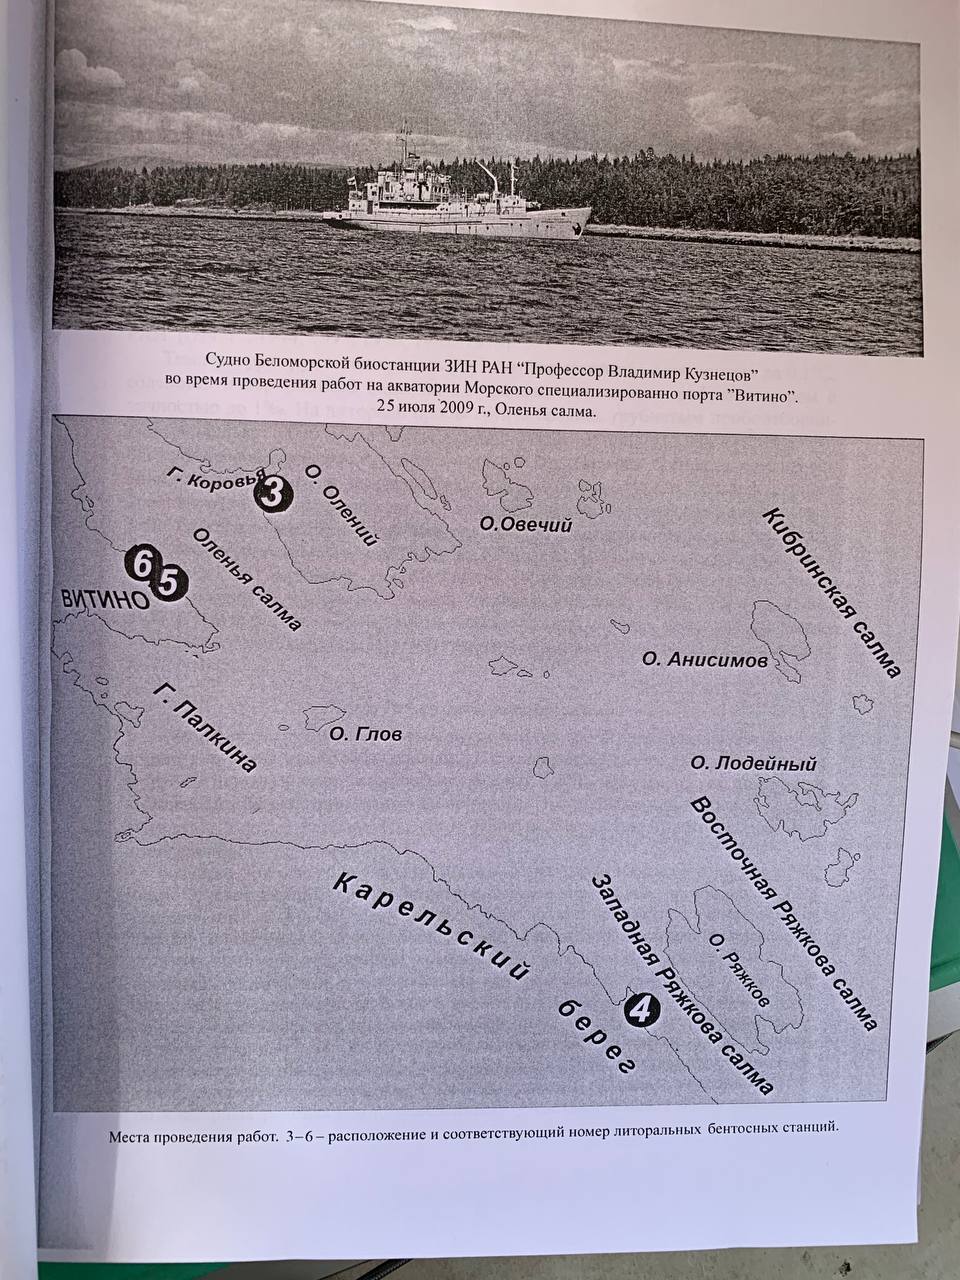 Судно Беломорской биостанции ЗИН РАН “Профессор Владимир Кузнецов”
во время проведения работ на акватории Морского специализированно порта ”Витино”.
25 июля 2009 г., Оленья салма.
Г. Коровья
3
О. Олений
О.Овечий
Кибринская салма
6
5
ВИТИНО
Оленья салма
О. Анисимов
Г. Палкина
О. Глов
О. Лодейный
Восточная Ряжкова салма
Карельский берег
Западная Ряжкова салма
О. Ряжков
4
Места проведения работ. 3–6 – расположение и соответствующий номер литоральных бентосных станций.